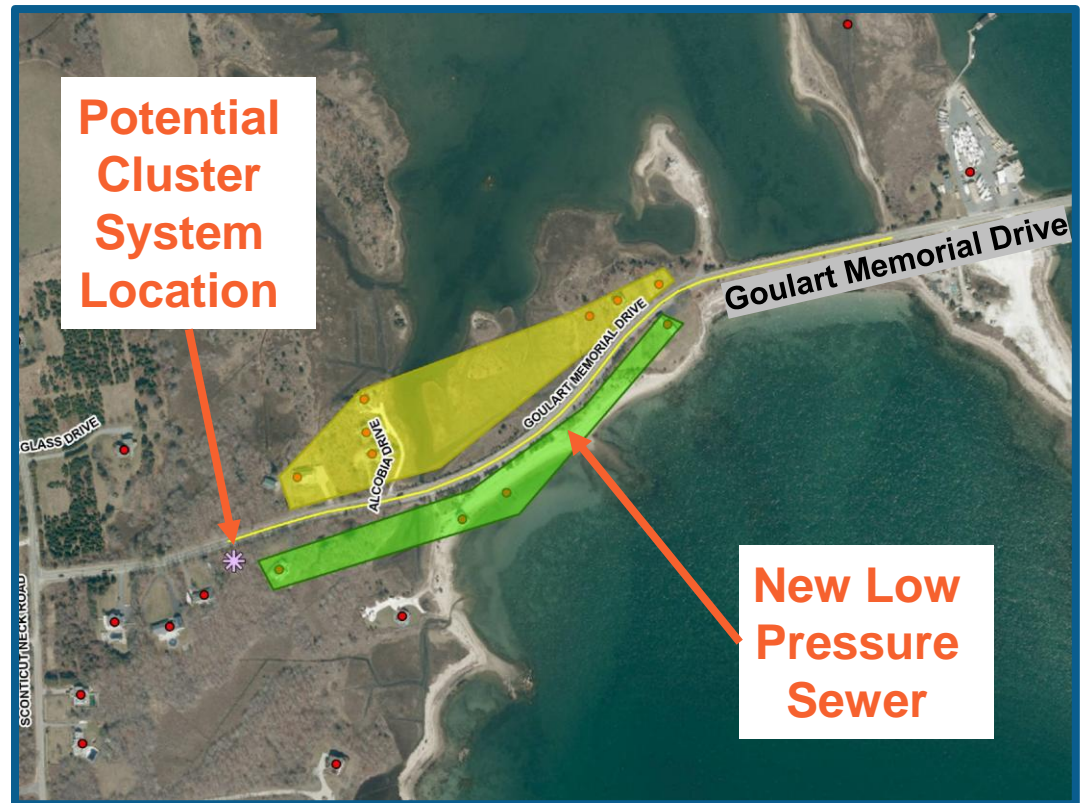 Potential
Cluster
System
Location
Goulart Memorial Drive
GOULART MEMORIAL DRIVE
GLASS DRIVE
ALCOBIA DRIVE
SCONTICUT NECK ROAD
New Low
Pressure
Sewer